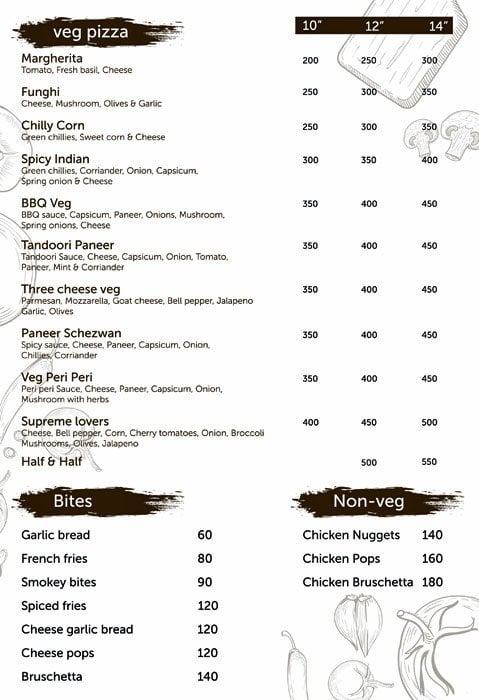 veg pizza 10" 12" 14"
Margherita 200 250 300
Tomato, Fresh basil, Cheese
Funghi 250 300 350
Cheese, Mushroom, Olives & Garlic
Chilly Corn 250 300 350
Green chillies, Sweet corn & Cheese
Spicy Indian 300 350 400
Green chillies, Corriander, Onion, Capsicum,
Spring onion & Cheese
BBQ Veg 350 400 450
BBQ sauce, Capsicum, Paneer, Onions, Mushroom,
Spring onions, Cheese
Tandoori Paneer 350 400 450
Tandoori Sauce, Cheese, Capsicum, Onion, Tomato,
Paneer, Mint & Corriander
Three cheese veg 350 400 450
Parmesan, Mozzarella, Goat cheese, Bell pepper, Jalapeno
Garlic, Olives
Paneer Schezwan 350 400 450
Spicy sauce, Cheese, Paneer, Capsicum, Onion,
Chillies, Corriander
Veg Peri Peri 350 400 450
Peri peri Sauce, Cheese, Paneer, Capsicum, Onion,
Mushroom with herbs
Supreme lovers 400 450 500
Cheese, Bell pepper, Corn, Cherry tomatoes, Onion, Broccoli
Mushrooms, Olives, Jalapeno
Half & Half 500 550
Bites
Garlic bread 60
French fries 80
Smokey bites 90
Spiced fries 120
Cheese garlic bread 120
Cheese pops 120
Bruschetta 140
Non-veg
Chicken Nuggets 140
Chicken Pops 160
Chicken Bruschetta 180